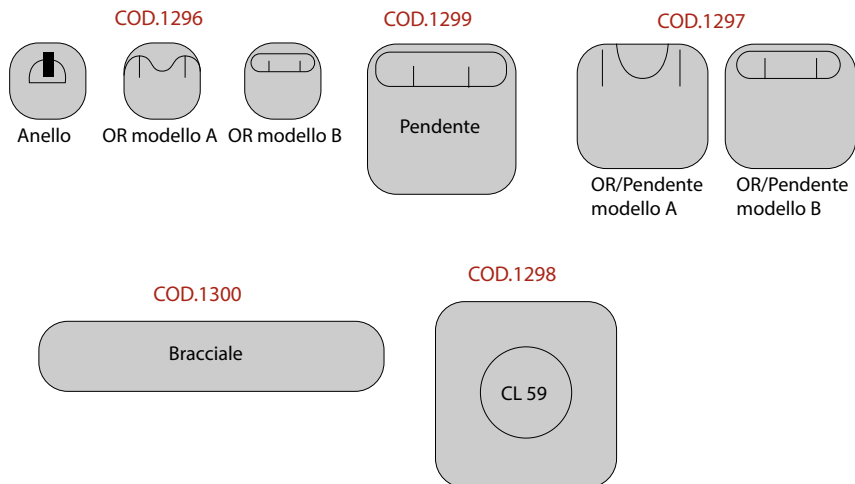 COD.1296
COD.1299
COD.1297
Anello
OR modello A
OR modello B
Pendente
OR/Pendente
modello A
OR/Pendente
modello B
COD.1300
COD.1298
Bracciale
CL 59